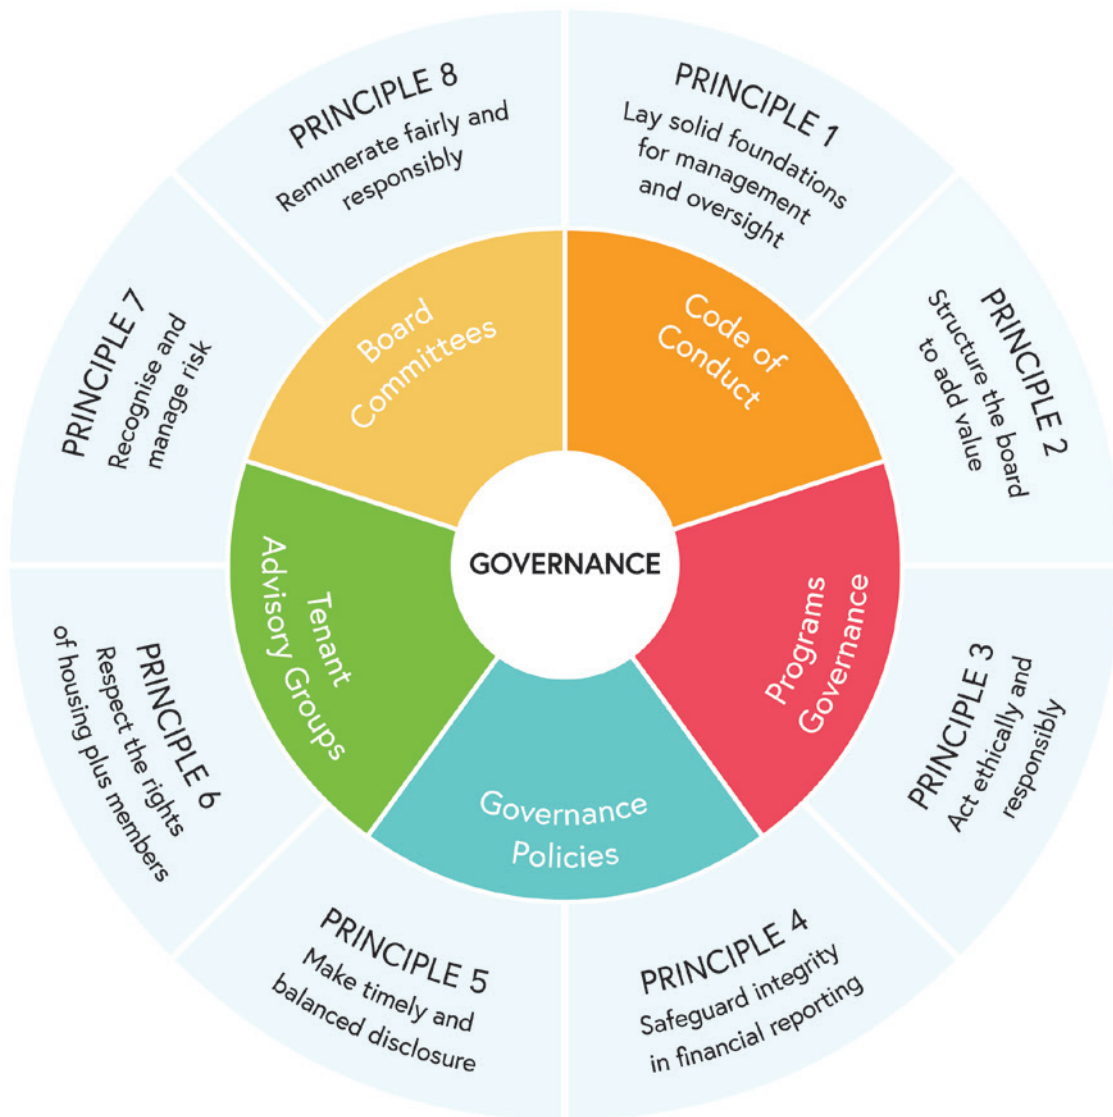 PRINCIPLE 1
Lay solid foundations
for management
and oversight
PRINCIPLE 2
Structure the board
to add value
PRINCIPLE 3
Act ethically and
responsibly
PRINCIPLE 4
Safeguard integrity
in financial reporting
PRINCIPLE 5
Make timely and
balanced disclosure
PRINCIPLE 6
Respect the rights
of housing plus members
PRINCIPLE 7
Recognise and
manage risk
PRINCIPLE 8
Remunerate fairly and
responsibly
Code of
Conduct
Programs
Governance
Governance
Policies
Tenant
Advisory Groups
Board
Committees
GOVERNANCE